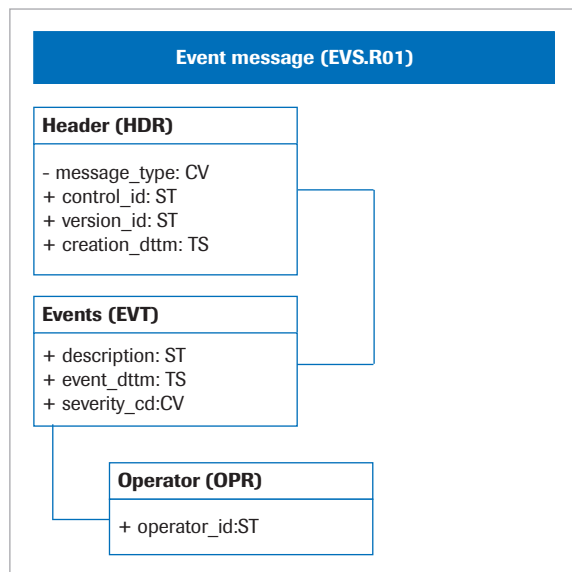 Event message (EVS.R01)
Header (HDR)
- message_type: CV
+ control_id: ST
+ version_id: ST
+ creation_dttm: TS
Events (EVT)
+ description: ST
+ event_dttm: TS
+ severity_cd:CV
Operator (OPR)
+ operator_id:ST